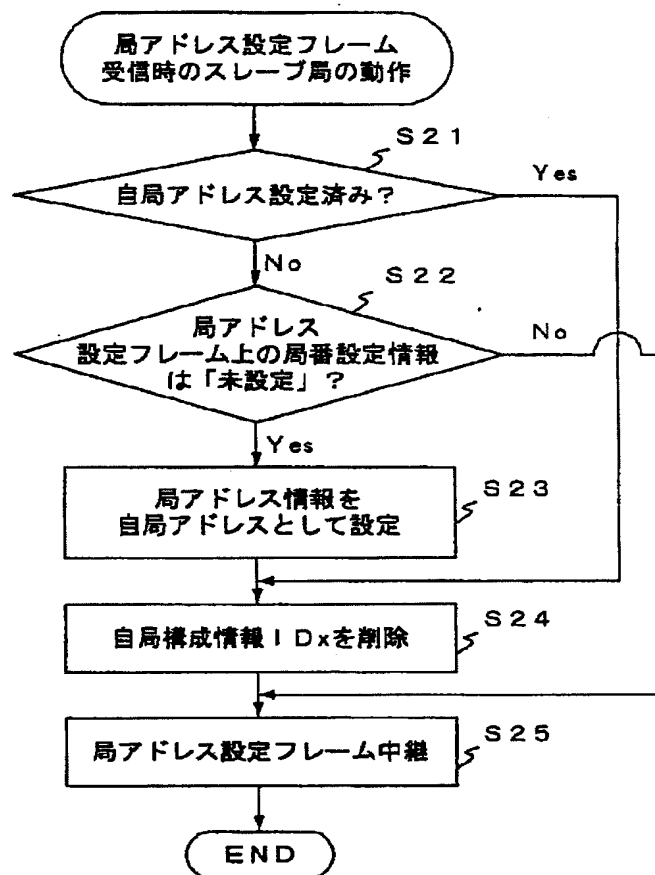 局アドレス設定フレーム
受信時のスレーブ局の動作
S21
自局アドレス設定済み?
Yes
No
S22
局アドレス
設定フレーム上の局番設定情報
は「未設定」?
No
Yes
局アドレス情報を
自局アドレスとして設定
S23
自局構成情報IDxを削除
S24
局アドレス設定フレーム中継
S25
END